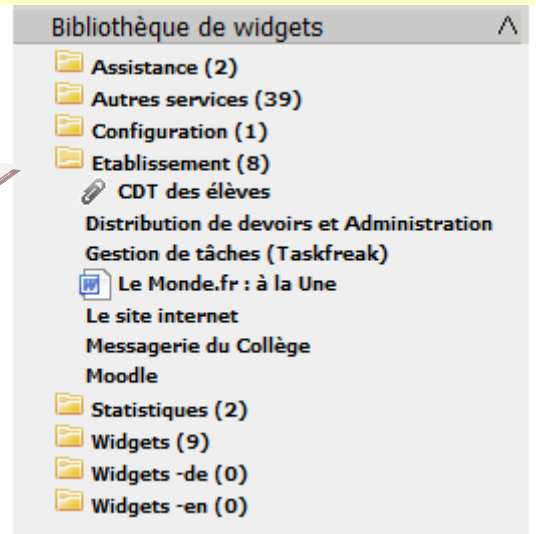 Bibliothèque de widgets
Assistance (2)
Autres services (39)
Configuration (1)
Etablissement (8)
CDT des élèves
Distribution de devoirs et Administration
Gestion de tâches (Taskfreak)
Le Monde.fr : à la Une
Le site internet
Messagerie du Collège
Moodle
Statistiques (2)
Widgets (9)
Widgets -de (0)
Widgets -en (0)